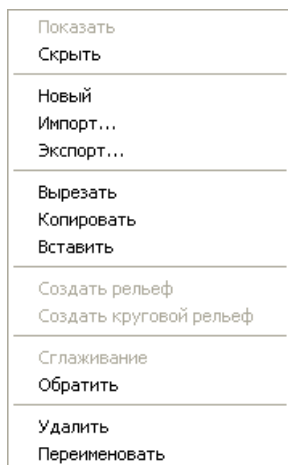 Показать
Скрыть
Новый
Импорт...
Экспорт...
Вырезать
Копировать
Вставить
Создать рельеф
Создать круговой рельеф
Сглаживание
Обратить
Удалить
Переименовать